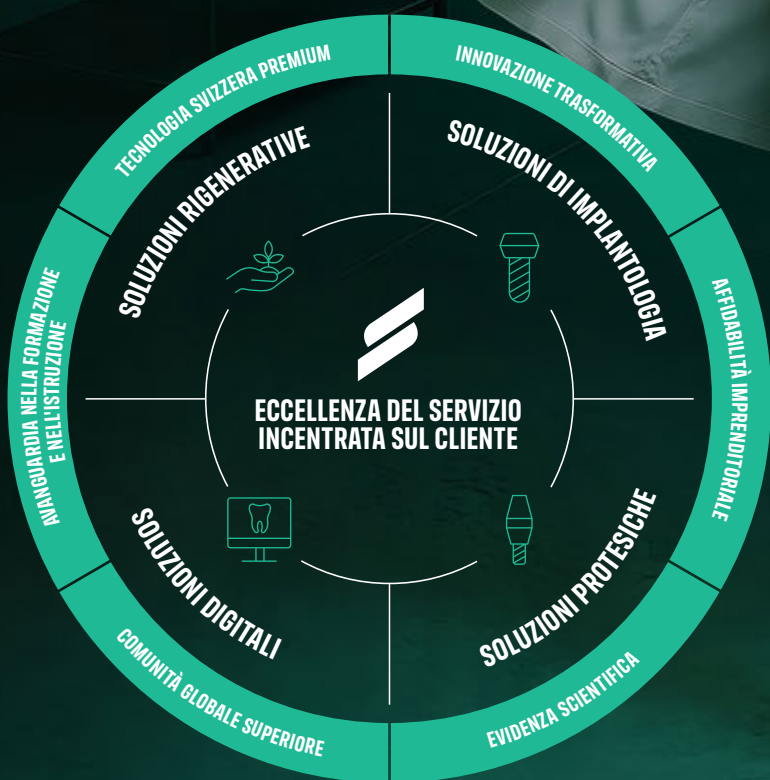 TECNOLOGIA SVIZZERA PREMIUM
INNOVAZIONE TRASFORMATIVA
AFFIDABILITÀ IMPRENDITORIALE
EVIDENZA SCIENTIFICA
COMUNITÀ GLOBALE SUPERIORE
AVANGUARDIA NELLA FORMAZIONE
E NELL'ISTRUZIONE
SOLUZIONI RIGENERATIVE
SOLUZIONI DI IMPLANTOLOGIA
SOLUZIONI PROTESICHE
SOLUZIONI DIGITALI
ECCELLENZA DEL SERVIZIO
INCENTRATA SUL CLIENTE